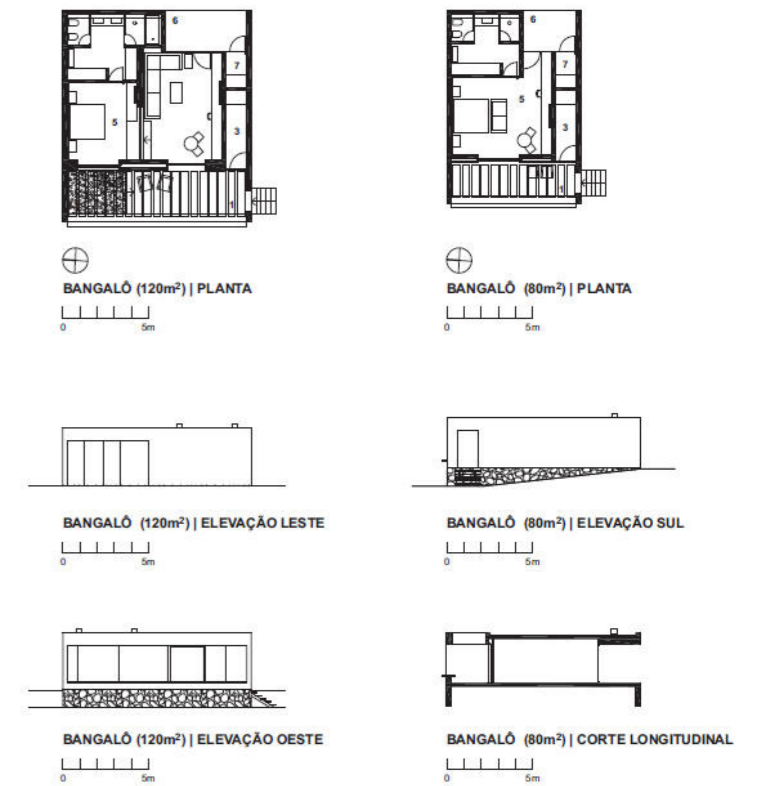 6
7
5
3
1
BANGALÔ (120m²) | PLANTA
0 5m
6
7
5
3
1
BANGALÔ (80m²) | PLANTA
0 5m
BANGALÔ (120m²) | ELEVAÇÃO LESTE
0 5m
BANGALÔ (80m²) | ELEVAÇÃO SUL
0 5m
BANGALÔ (120m²) | ELEVAÇÃO OESTE
0 5m
BANGALÔ (80m²) | CORTE LONGITUDINAL
0 5m